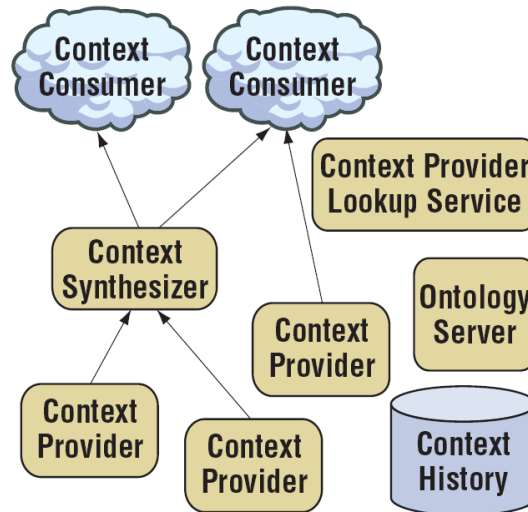 Context
Consumer
Context
Consumer
Context Provider
Lookup Service
Context
Synthesizer
Ontology
Server
Context
Provider
Context
Provider
Context
Provider
Context
History